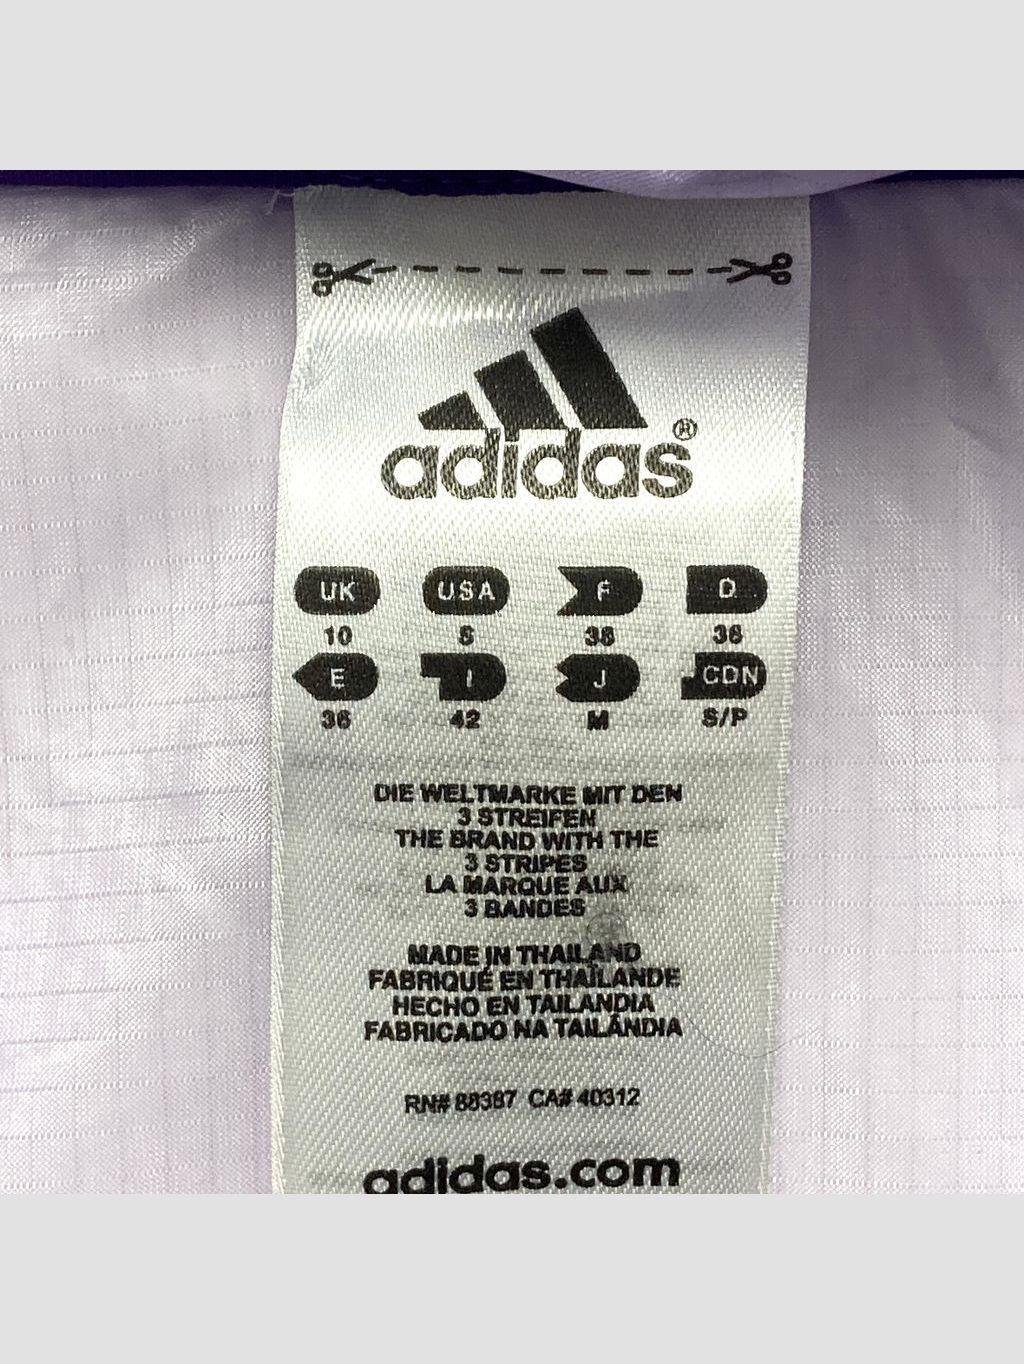 adidas®
UK USA F D
10 S 38 36
E I J CDN
36 42 M S/P
DIE WELTMARKE MIT DEN
3 STREIFEN
THE BRAND WITH THE
3 STRIPES
LA MARQUE AUX
3 BANDES
MADE IN THAILAND
FABRIQUÉ EN THAÏLANDE
HECHO EN TAILANDIA
FABRICADO NA TAILÂNDIA
RN# 88387 CA# 40312
adidas.com